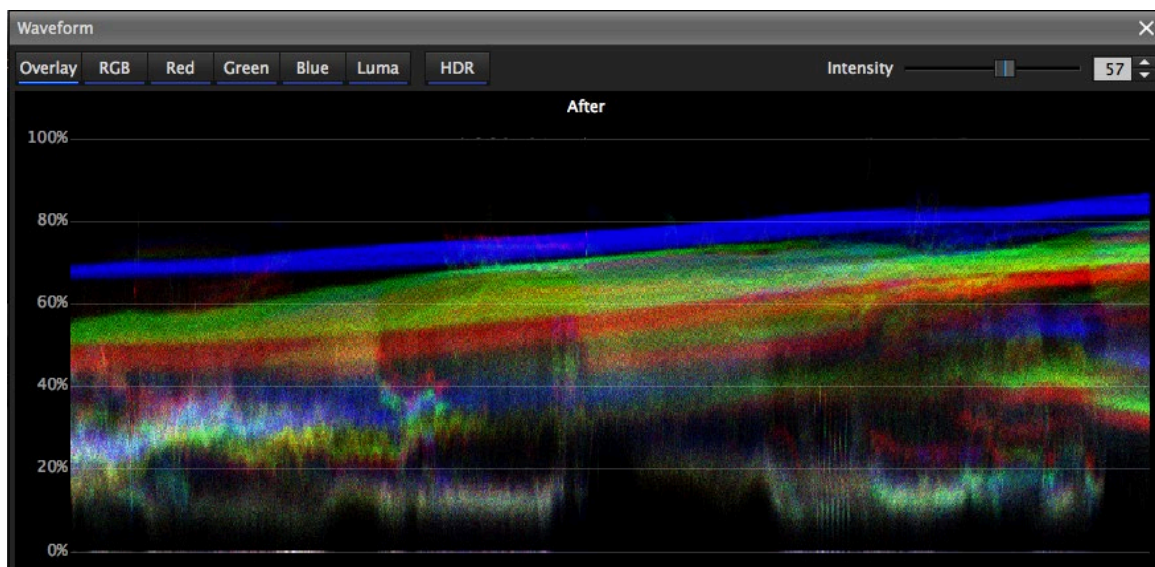 Waveform
Overlay RGB Red Green Blue Luma HDR Intensity 57
After
100%
80%
60%
40%
20%
0%